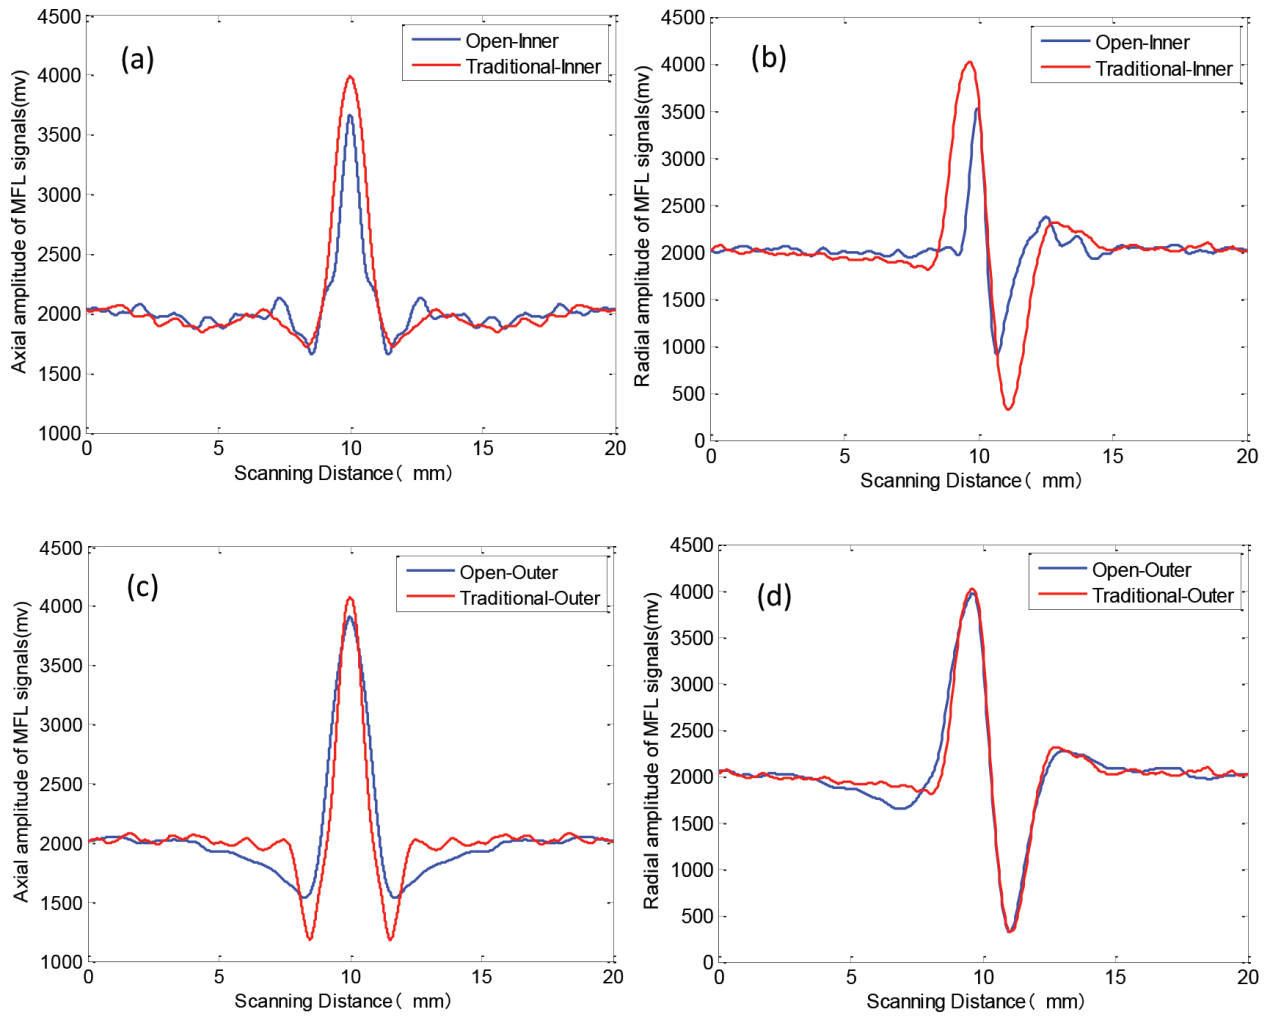 (a)
Open-Inner
Traditional-Inner
Axial amplitude of MFL signals(mv)
4500
4000
3500
3000
2500
2000
1500
1000
0 5 10 15 20
Scanning Distance( mm)
(b)
Open-Inner
Traditional-Inner
Radial amplitude of MFL signals(mv)
4500
4000
3500
3000
2500
2000
1500
1000
500
0
0 5 10 15 20
Scanning Distance( mm)
(c)
Open-Outer
Traditional-Outer
Axial amplitude of MFL signals(mv)
4500
4000
3500
3000
2500
2000
1500
1000
0 5 10 15 20
Scanning Distance( mm)
(d)
Open-Outer
Traditional-Outer
Radial amplitude of MFL signals(mv)
4500
4000
3500
3000
2500
2000
1500
1000
500
0
0 5 10 15 20
Scanning Distance( mm)